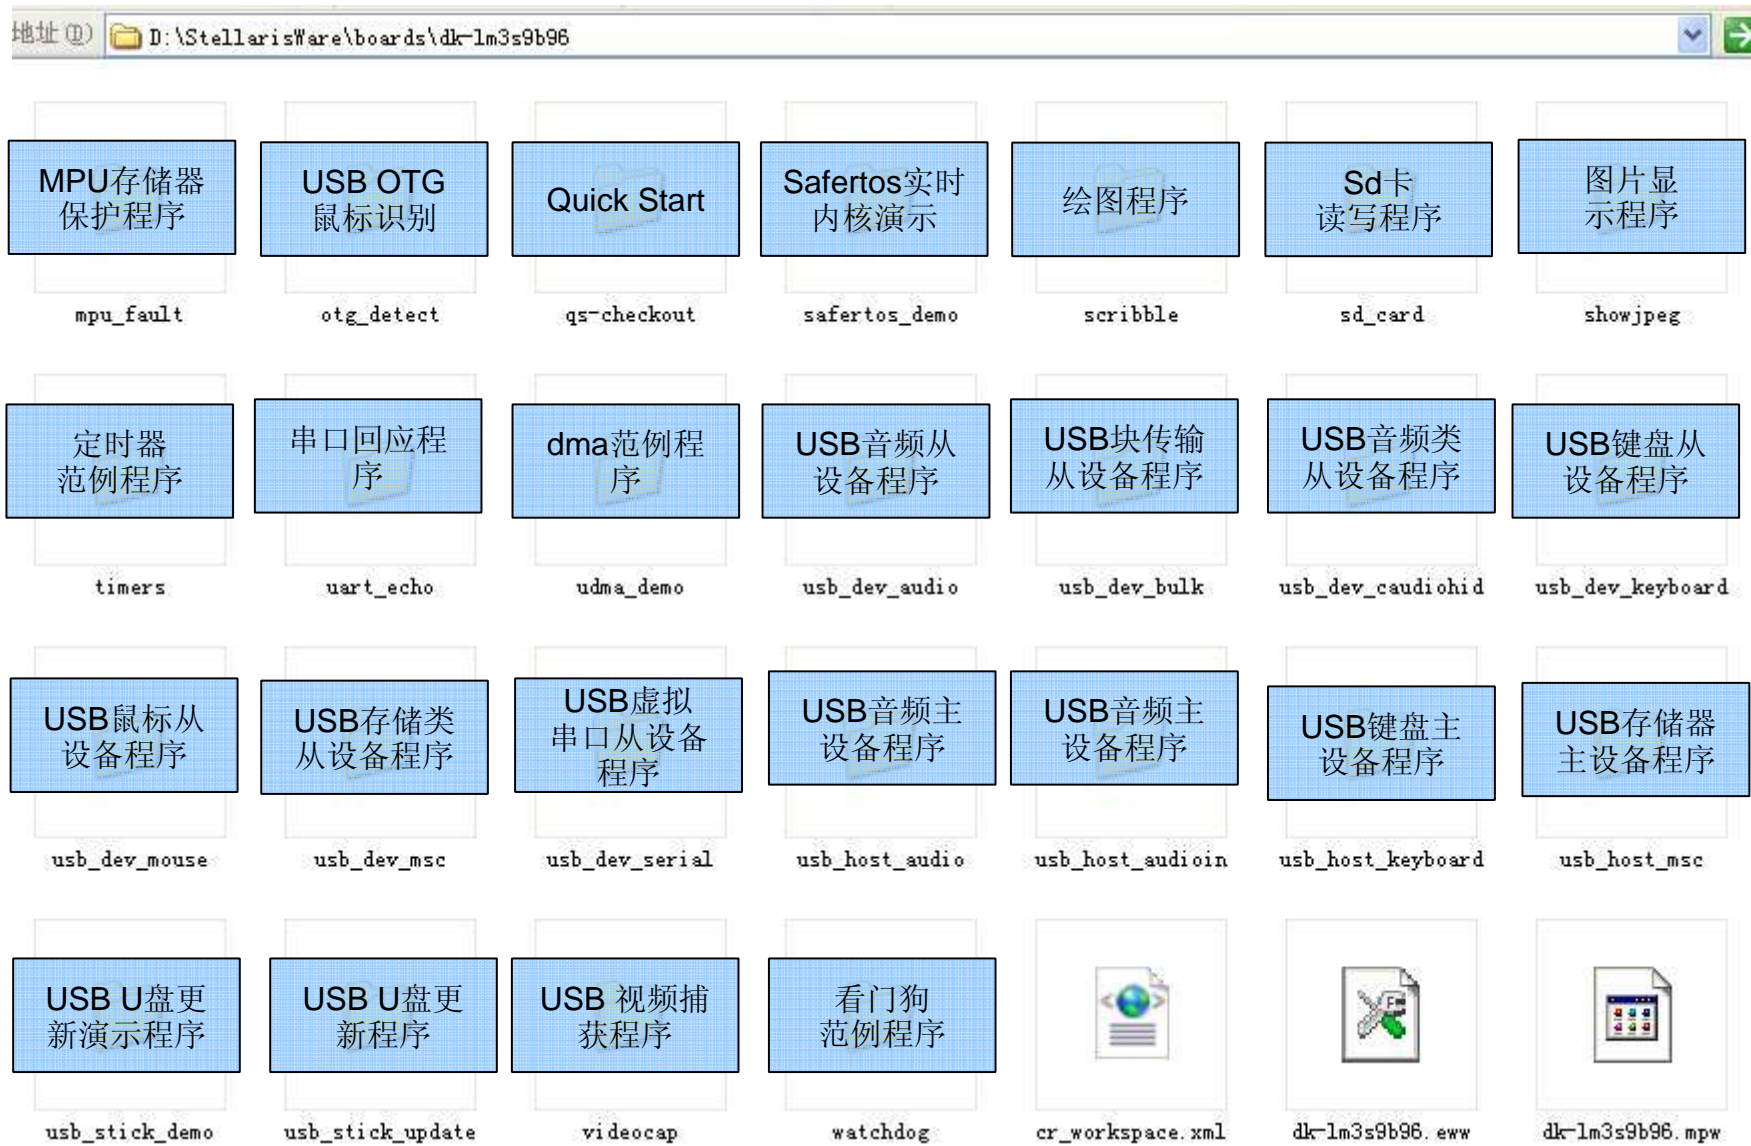 地址(D) D:\StellarisWare\boards\dk-lm3s9b96
MPU存储器
保护程序
USB OTG
鼠标识别
Quick Start
Safertos实时
内核演示
绘图程序
Sd卡
读写程序
图片显
示程序
mpu_fault
otg_detect
qs-checkout
safertos_demo
scribble
sd_card
showjpeg
定时器
范例程序
串口回应程
序
dma范例程
序
USB音频从
设备程序
USB块传输
从设备程序
USB音频类
从设备程序
USB键盘从
设备程序
timers
uart_echo
udma_demo
usb_dev_audio
usb_dev_bulk
usb_dev_caudiohid
usb_dev_keyboard
USB鼠标从
设备程序
USB存储类
从设备程序
USB虚拟
串口从设备
程序
USB音频主
设备程序
USB音频主
设备程序
USB键盘主
设备程序
USB存储器
主设备程序
usb_dev_mouse
usb_dev_msc
usb_dev_serial
usb_host_audio
usb_host_audioin
usb_host_keyboard
usb_host_msc
USB U盘更
新演示程序
USB U盘更
新程序
USB 视频捕
获程序
看门狗
范例程序
usb_stick_demo
usb_stick_update
videocap
watchdog
cr_workspace.xml
dk-lm3s9b96.eww
dk-lm3s9b96.mpw